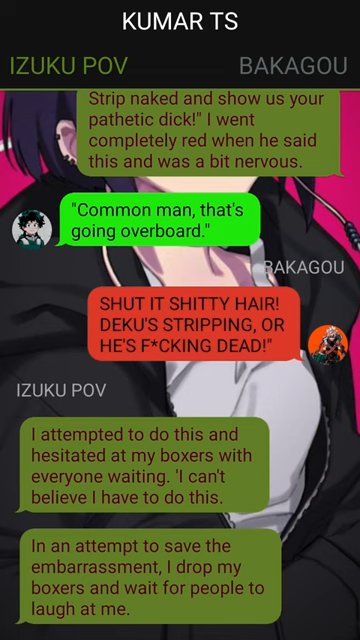 KUMAR TS
IZUKU POV
BAKAGOU
Strip naked and show us your
pathetic dick!" I went
completely red when he said
this and was a bit nervous.
"Common man, that's
going overboard."
BAKAGOU
SHUT IT SHITTY HAIR!
DEKU'S STRIPPING, OR
HE'S F*CKING DEAD!"
IZUKU POV
I attempted to do this and
hesitated at my boxers with
everyone waiting. 'I can't
believe I have to do this.
In an attempt to save the
embarrassment, I drop my
boxers and wait for people to
laugh at me.